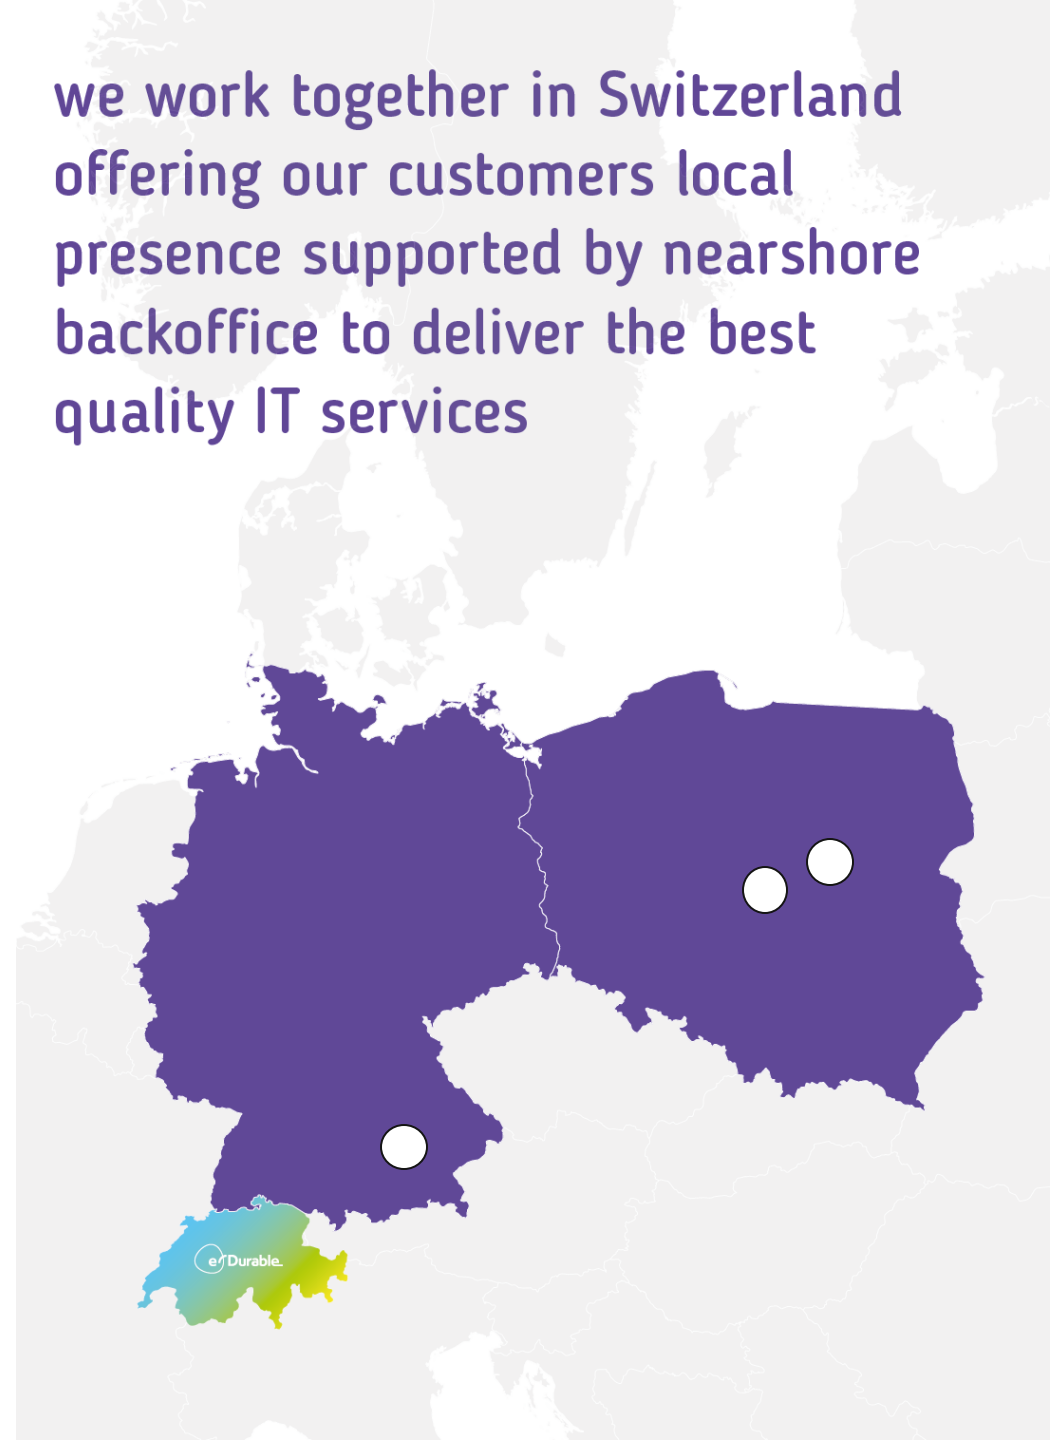 we work together in Switzerland
offering our customers local
presence supported by nearshore
backoffice to deliver the best
quality IT services
eDurable_